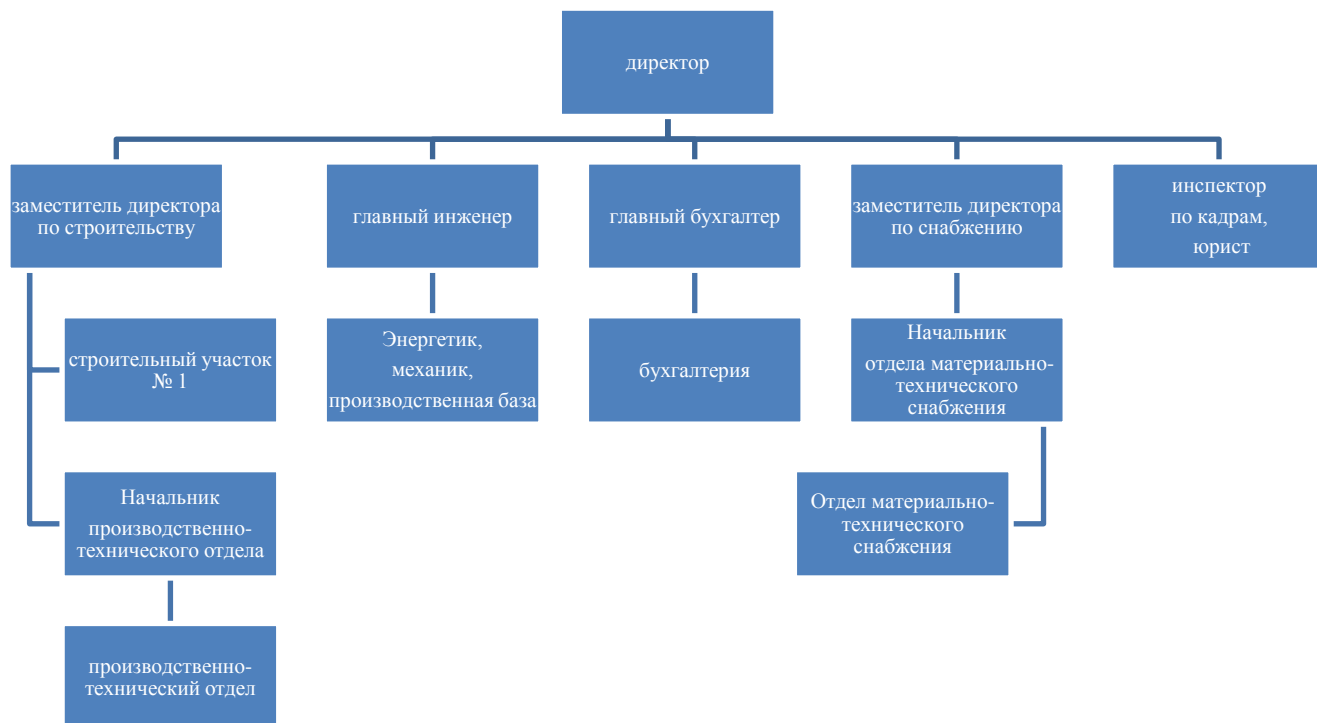 директор
заместитель директора
по строительству
главный инженер
главный бухгалтер
заместитель директора
по снабжению
инспектор
по кадрам,
юрист
строительный участок
№ 1
Энергетик,
механик,
производственная база
бухгалтерия
Начальник
отдела материально-
технического
снабжения
Начальник
производственно-
технического отдела
Отдел материально-
технического
снабжения
производственно-
технический отдел